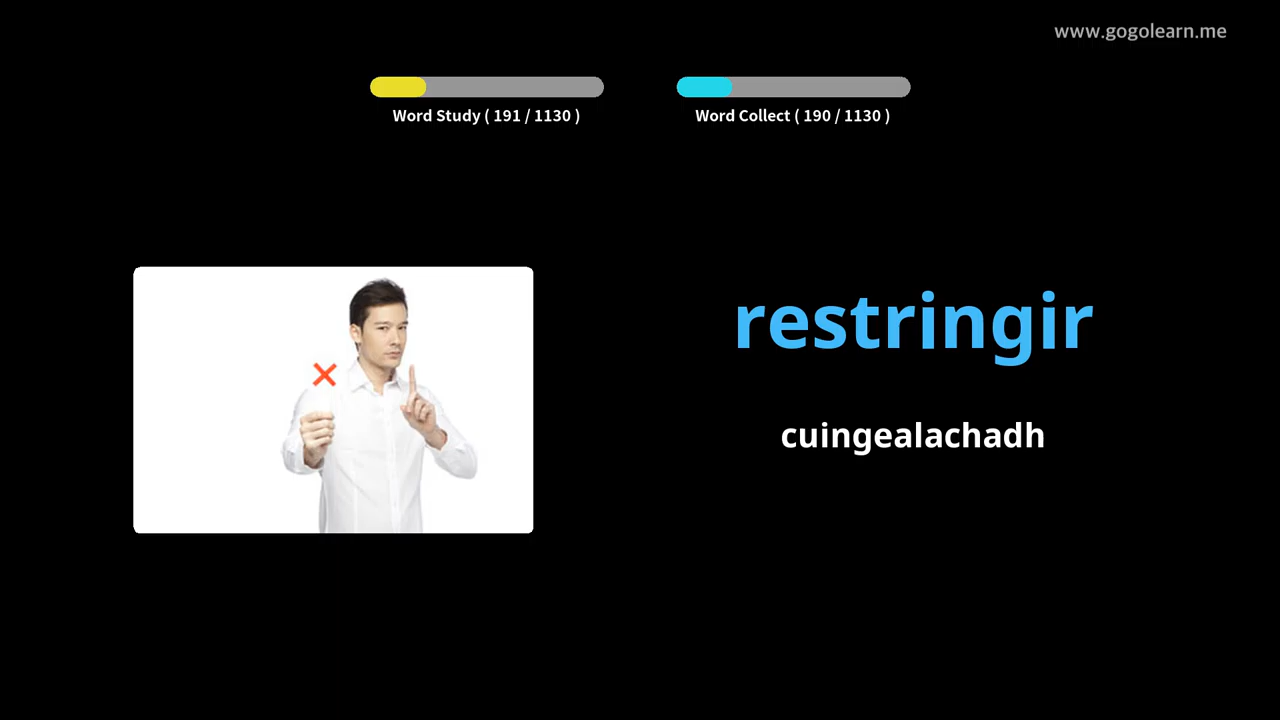 www.gogolearn.me
Word Study ( 191 / 1130 )
Word Collect ( 190 / 1130 )
restringir
cuingealachadh